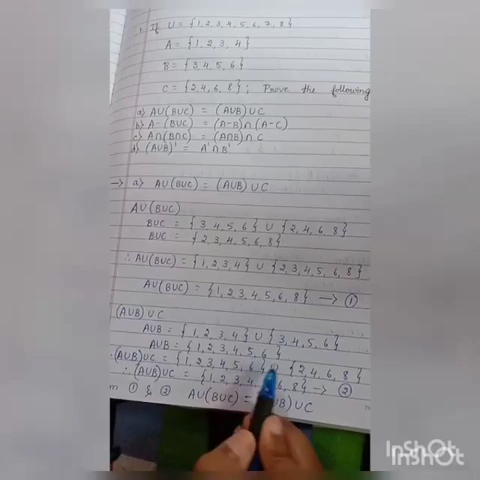 1. If U = {1,2,3,4,5,6,7,8}
A = {1,2,3,4}
B = {3,4,5,6}
C = {2,4,6,8}; Prove the following
a) AU(BUC) = (AUB)UC
b) A-(BUC) = (A-B)∩(A-C)
c) A∩(B∩C) = (A∩B)∩C
d) (AUB)' = A'∩B'
→ a) AU(BUC) = (AUB)UC
AU(BUC)
BUC = {3,4,5,6} U {2,4,6,8}
BUC = {2,3,4,5,6,8}
∴ AU(BUC) = {1,2,3,4} U {2,3,4,5,6,8}
AU(BUC) = {1,2,3,4,5,6,8} → ①
(AUB)UC
AUB = {1,2,3,4} U {3,4,5,6}
AUB = {1,2,3,4,5,6}
∴(AUB)UC = {1,2,3,4,5,6} U {2,4,6,8}
∴(AUB)UC = {1,2,3,4, 6,8} → ②
m ① & ② AU(BUC) = UB)UC
InShOt
InShOt